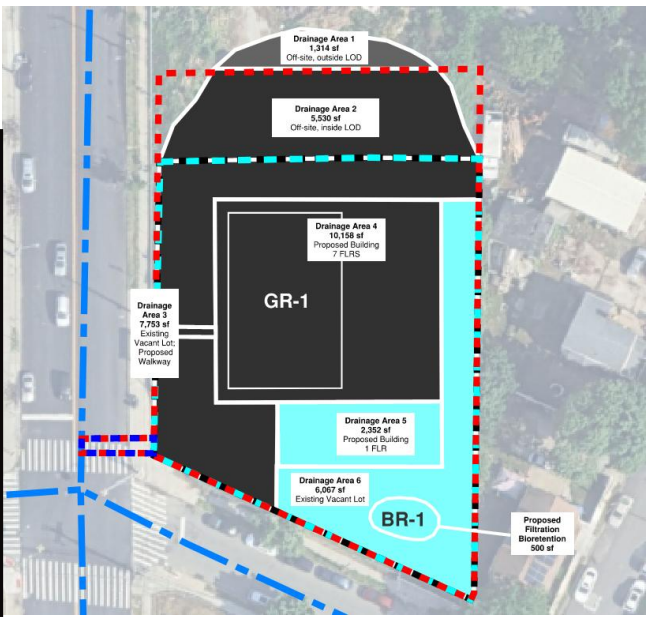 Drainage Area 1
1,314 sf
Off-site, outside LOD
Drainage Area 2
5,530 sf
Off-site, inside LOD
Drainage Area 4
10,158 sf
Proposed Building
7 FLRS
GR-1
Drainage
Area 3
7,753 sf
Existing
Vacant Lot;
Proposed
Walkway
Drainage Area 5
2,352 sf
Proposed Building
1 FLR
Drainage Area 6
6,067 sf
Existing Vacant Lot
BR-1
Proposed
Filtration
Bioretention
500 sf